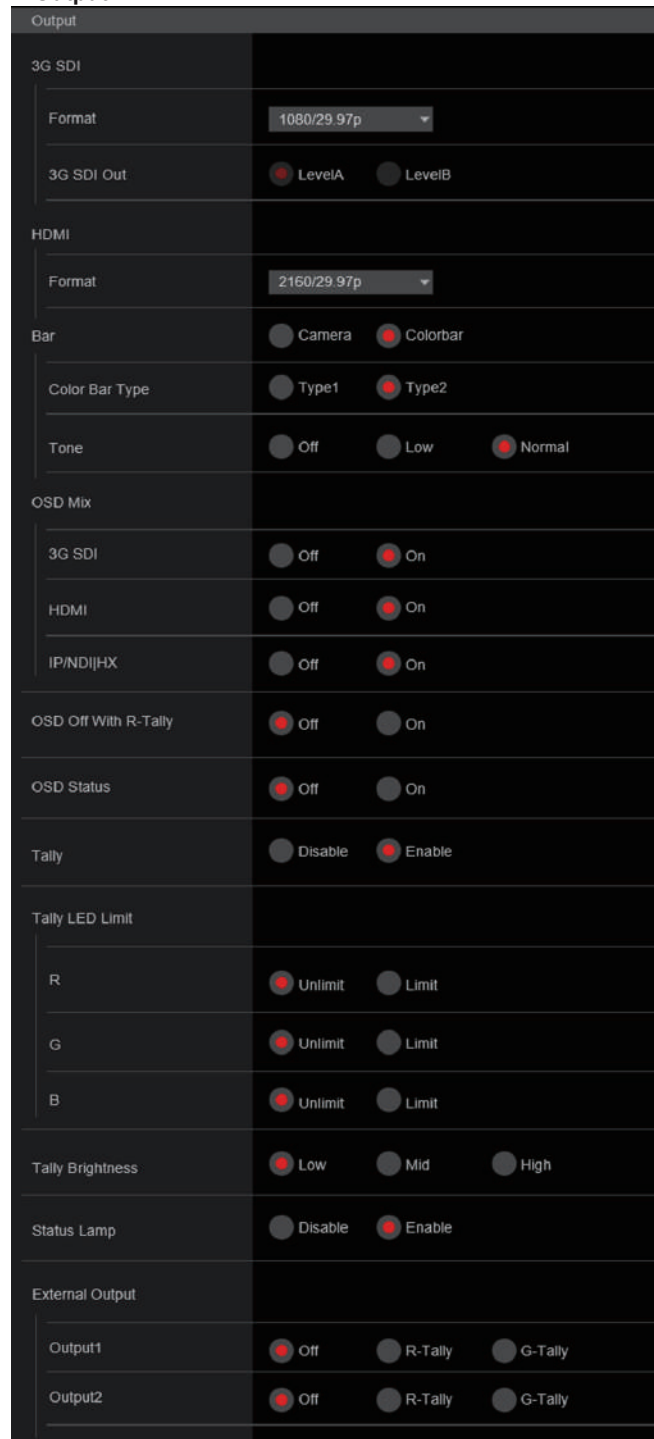 Output
3G SDI
Format 1080/29.97p
3G SDI Out LevelA LevelB
HDMI
Format 2160/29.97p
Bar Camera Colorbar
Color Bar Type Type1 Type2
Tone Off Low Normal
OSD Mix
3G SDI Off On
HDMI Off On
IP/NDI|HX Off On
OSD Off With R-Tally Off On
OSD Status Off On
Tally Disable Enable
Tally LED Limit
R Unlimit Limit
G Unlimit Limit
B Unlimit Limit
Tally Brightness Low Mid High
Status Lamp Disable Enable
External Output
Output1 Off R-Tally G-Tally
Output2 Off R-Tally G-Tally